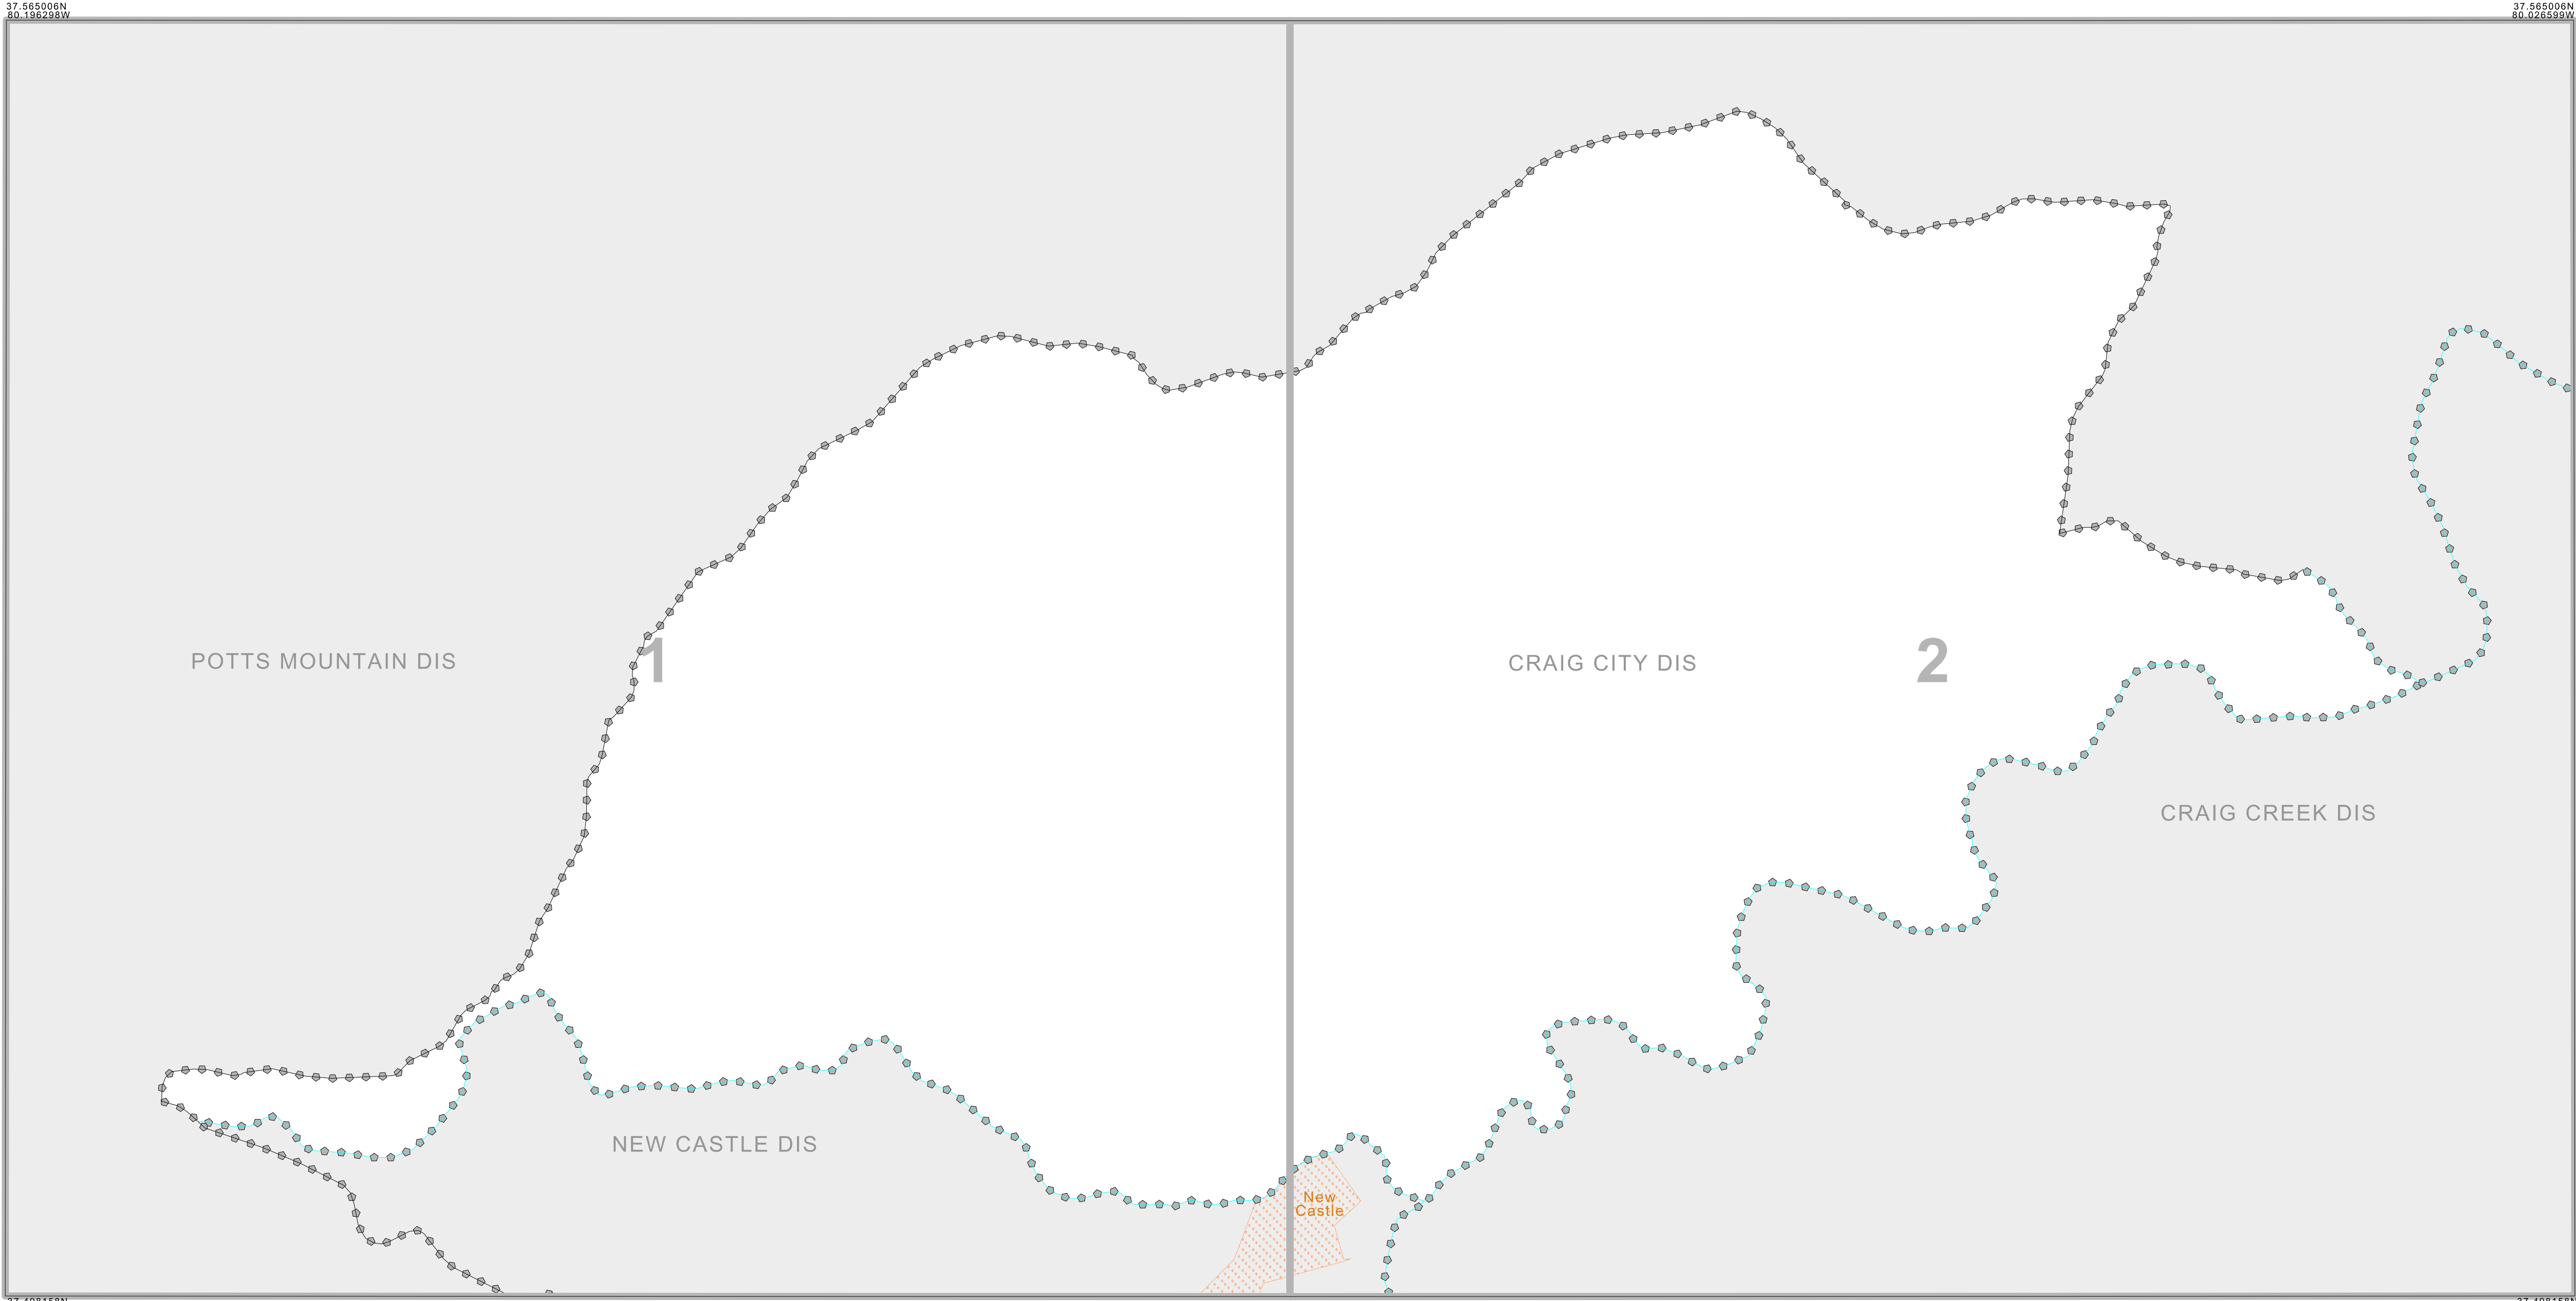 37.565006N
80.196298W
37.565006N
80.026599W
POTTS MOUNTAIN DIS
1
CRAIG CITY DIS
2
CRAIG CREEK DIS
NEW CASTLE DIS
New
Castle